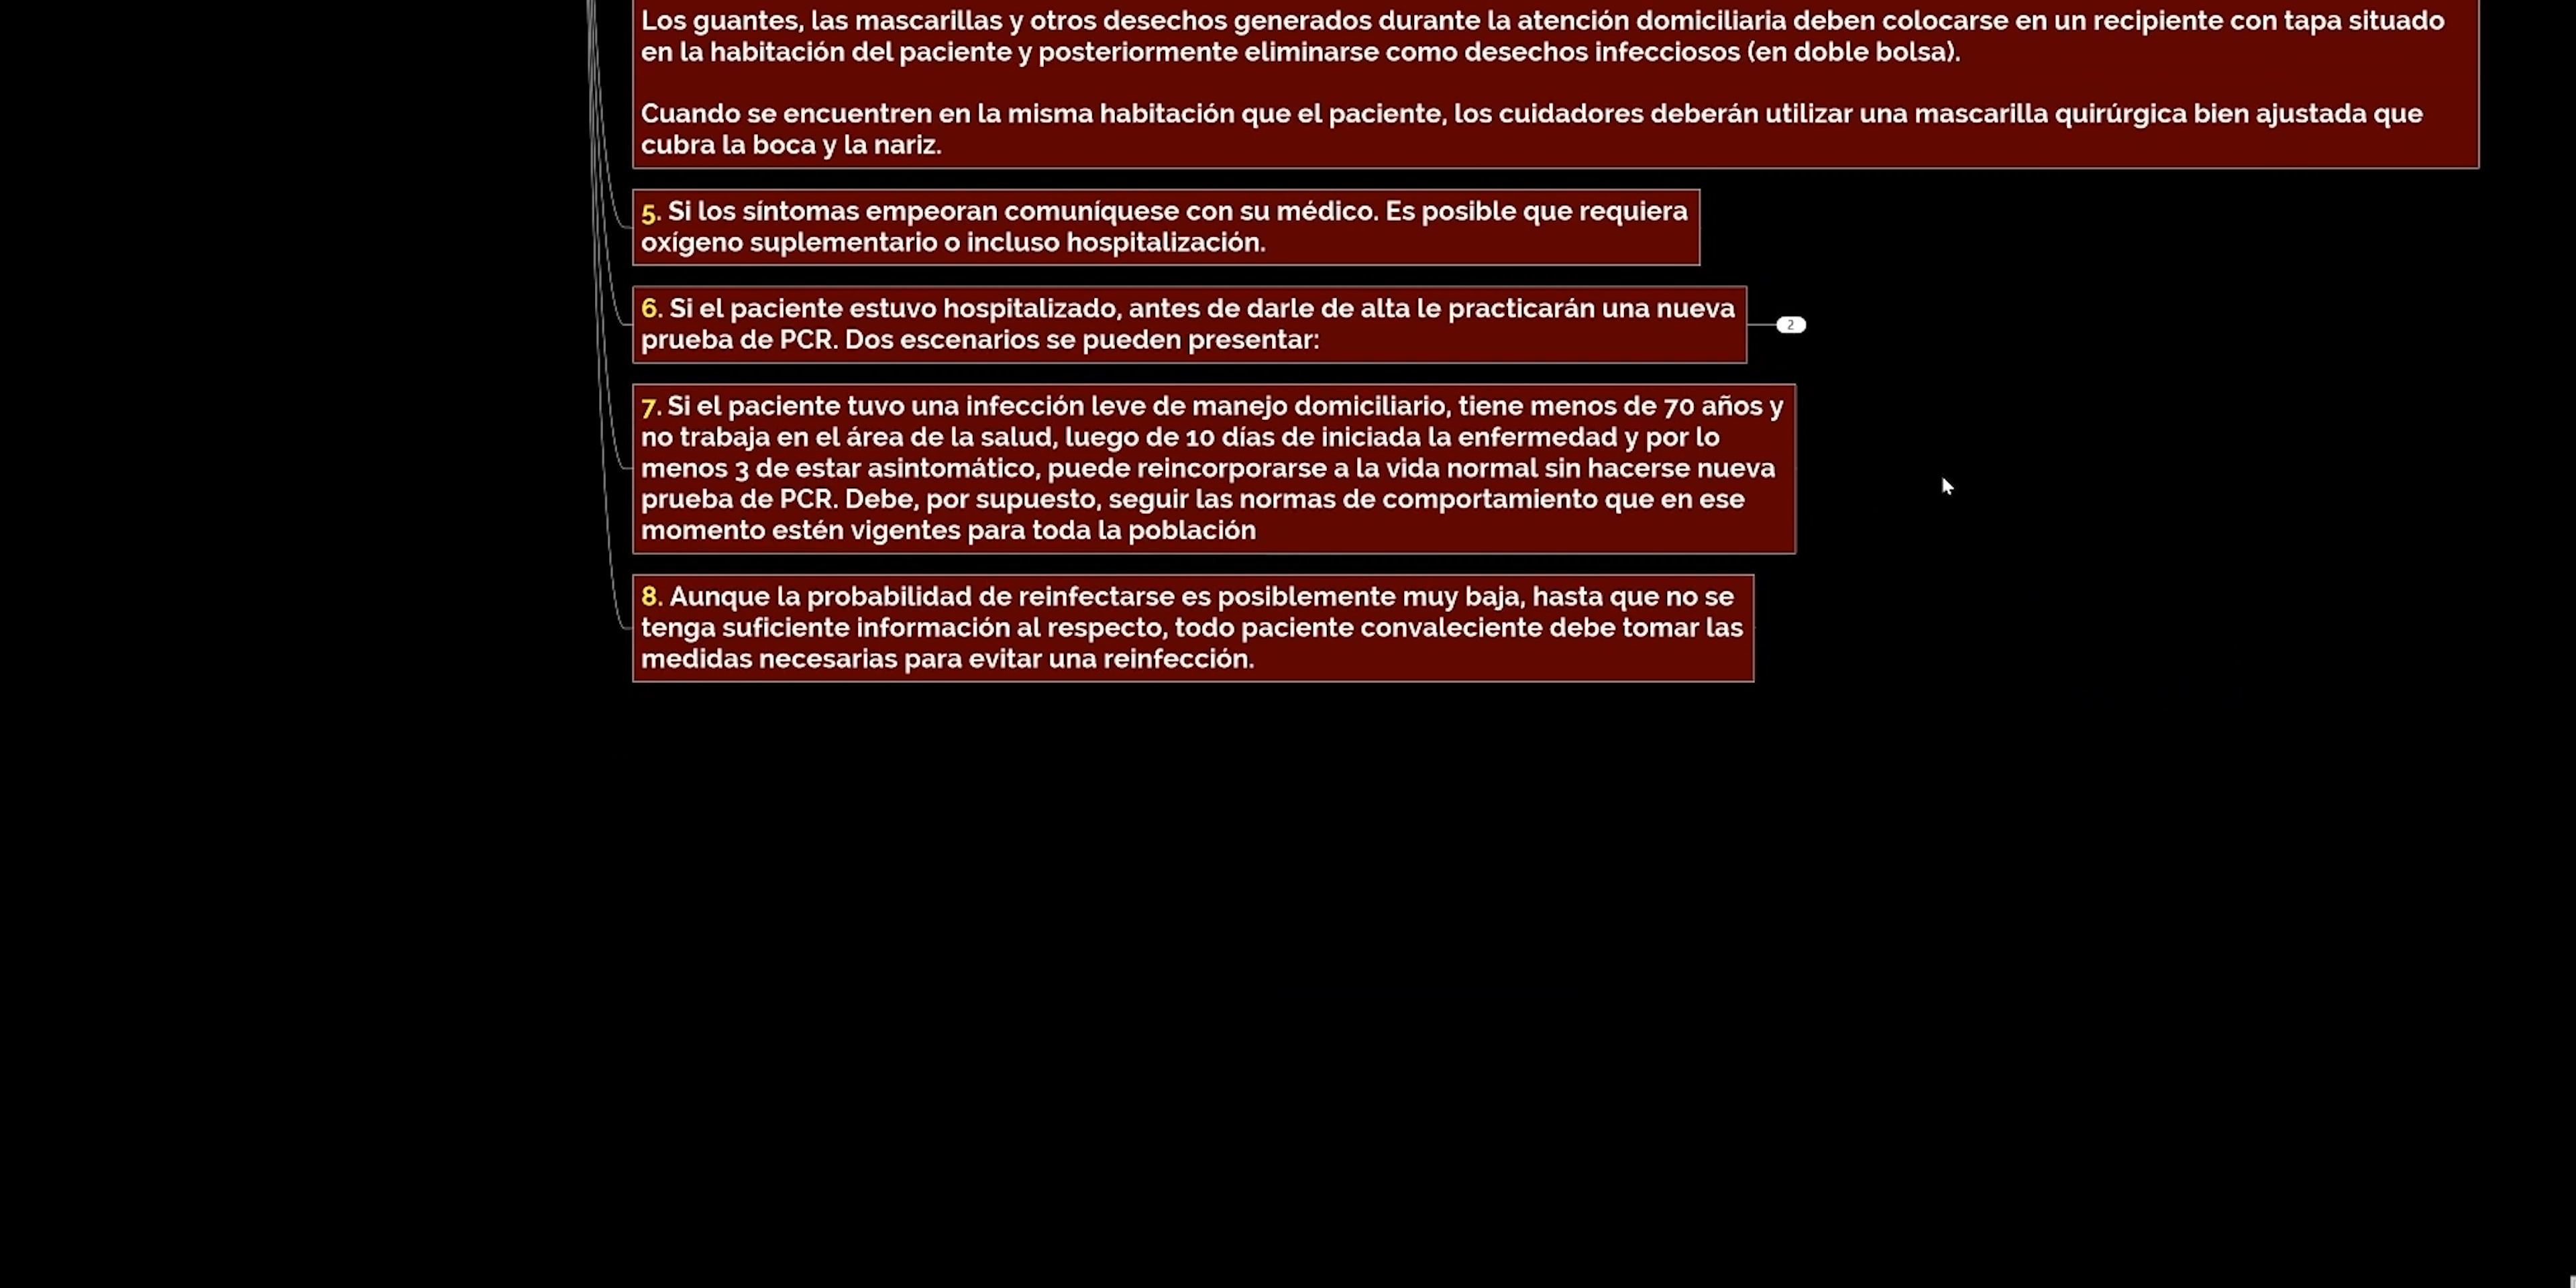 Los guantes, las mascarillas y otros desechos generados durante la atención domiciliaria deben colocarse en un recipiente con tapa situado
en la habitación del paciente y posteriormente eliminarse como desechos infecciosos (en doble bolsa).
Cuando se encuentren en la misma habitación que el paciente, los cuidadores deberán utilizar una mascarilla quirúrgica bien ajustada que
cubra la boca y la nariz.
5. Si los síntomas empeoran comuníquese con su médico. Es posible que requiera
oxígeno suplementario o incluso hospitalización.
6. Si el paciente estuvo hospitalizado, antes de darle de alta le practicarán una nueva
prueba de PCR. Dos escenarios se pueden presentar:
2
7. Si el paciente tuvo una infección leve de manejo domiciliario, tiene menos de 70 años y
no trabaja en el área de la salud, luego de 10 días de iniciada la enfermedad y por lo
menos 3 de estar asintomático, puede reincorporarse a la vida normal sin hacerse nueva
prueba de PCR. Debe, por supuesto, seguir las normas de comportamiento que en ese
momento estén vigentes para toda la población
8. Aunque la probabilidad de reinfectarse es posiblemente muy baja, hasta que no se
tenga suficiente información al respecto, todo paciente convaleciente debe tomar las
medidas necesarias para evitar una reinfección.